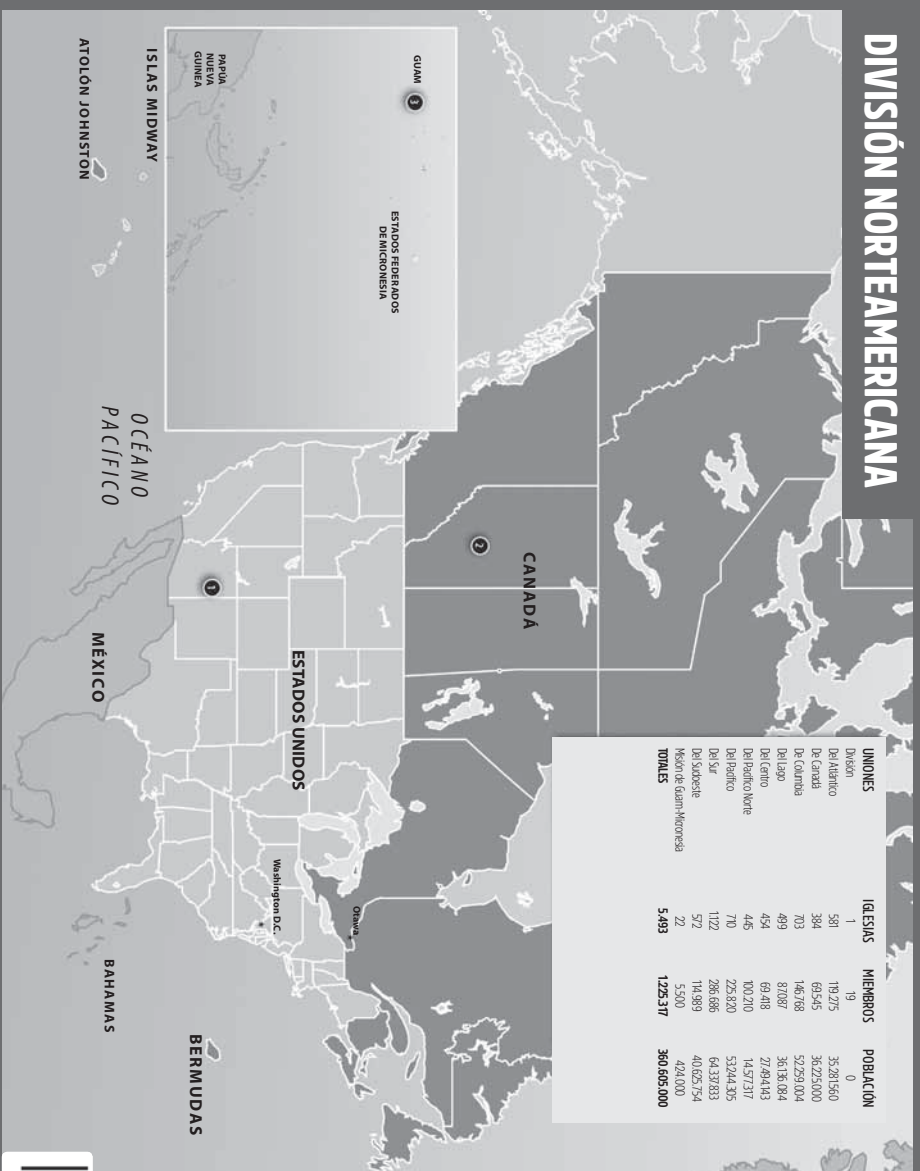 DIVISIÓN NORTEAMERICANA
UNIONES IGLESIAS MIEMBROS POBLACIÓN
División 1 19 0
Del Atlántico 581 119.275 35.281.560
De Canadá 384 69.545 36.225.000
De Columbia 703 146.768 52.259.004
Del Lago 499 87.087 36.136.084
Del Centro 454 69.418 27.494.143
Del Pacífico Norte 445 100.210 14.577.317
Del Pacífico 710 225.820 53.244.305
Del Sur 1.122 286.686 64.337.833
Del Sudoeste 572 114.989 40.625.754
Misión de Guam-Micronesia 22 5.500 424.000
TOTALES 5.493 1.225.317 360.605.000
CANADÁ
2
Otawa
ESTADOS UNIDOS
Washington D.C.
1
GUAM
3
ESTADOS FEDERADOS
DE MICRONESIA
PAPÚA
NUEVA
GUINEA
ISLAS MIDWAY
ATOLÓN JOHNSTON
OCÉANO
PACÍFICO
MÉXICO
BAHAMAS
BERMUDAS